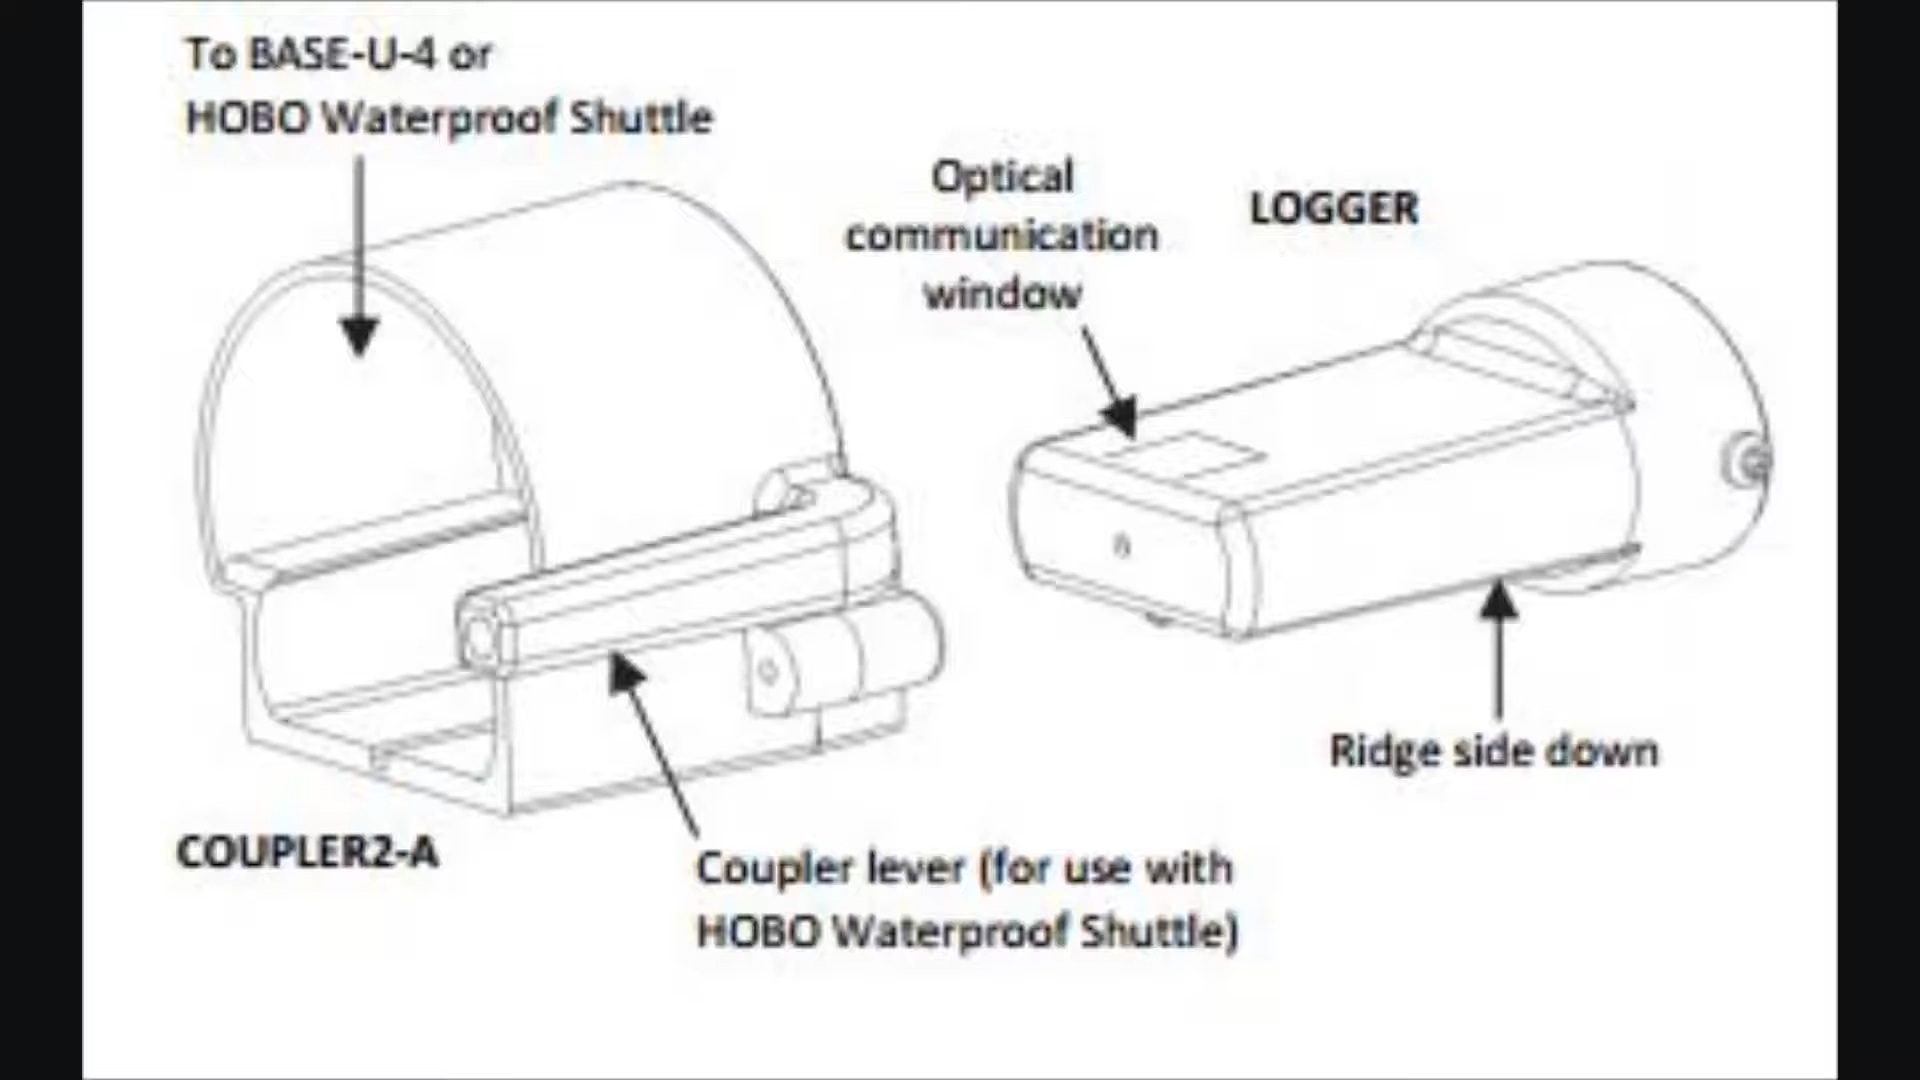 To BASE-U-4 or
HOBO Waterproof Shuttle
Optical
communication
window
LOGGER
Ridge side down
COUPLER2-A
Coupler lever (for use with
HOBO Waterproof Shuttle)